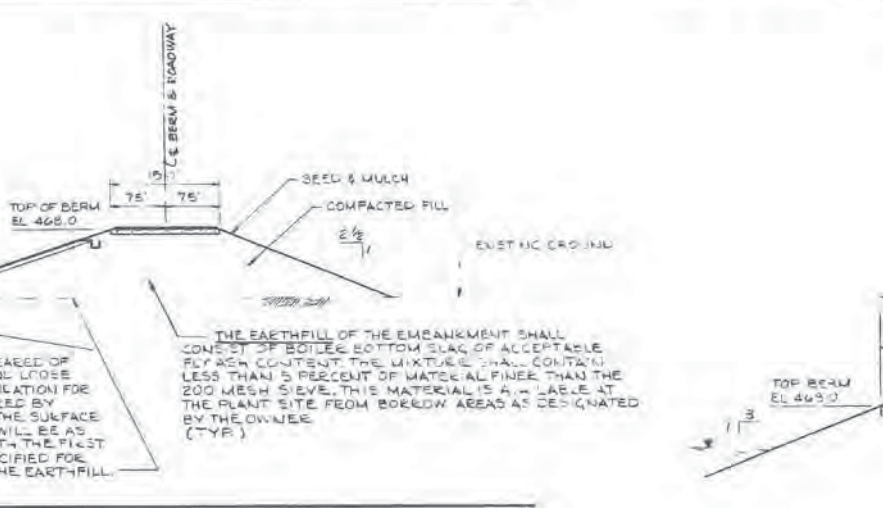 ℄ BERM & ROADWAY
15'
7.5' 7.5'
SEED & MULCH
TOP OF BERM
EL 468.0
COMPACTED FILL
2½
1
EXISTING GROUND
THE EARTHFILL OF THE EMBANKMENT SHALL
CONSIST OF BOILER BOTTOM SLAG OF ACCEPTABLE
FLY ASH CONTENT. THE MIXTURE SHALL CONTAIN
LESS THAN 5 PERCENT OF MATERIAL FINER THAN THE
200 MESH SIEVE. THIS MATERIAL IS AVAILABLE AT
THE PLANT SITE FROM BORROW AREAS AS DESIGNATED
BY THE OWNER
(TYP.)
OF
LOOSE
FOR
BY
THE SURFACE
WILL BE AS
THE FIRST
FOR
THE EARTHFILL.
TOP BERM
EL 469.0
3
1